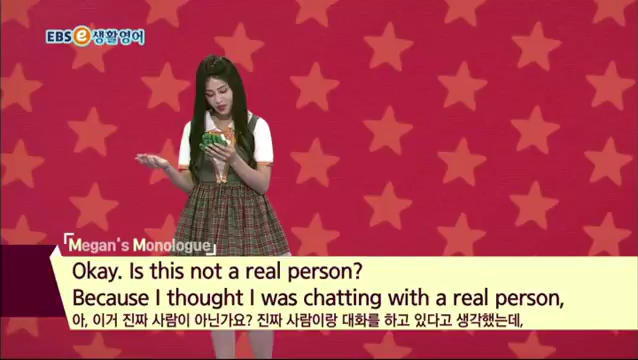 EBS e 생활영어
「Megan's Monologue」
Okay. Is this not a real person?
Because I thought I was chatting with a real person,
아, 이거 진짜 사람이 아닌가요? 진짜 사람이랑 대화를 하고 있다고 생각했는데,